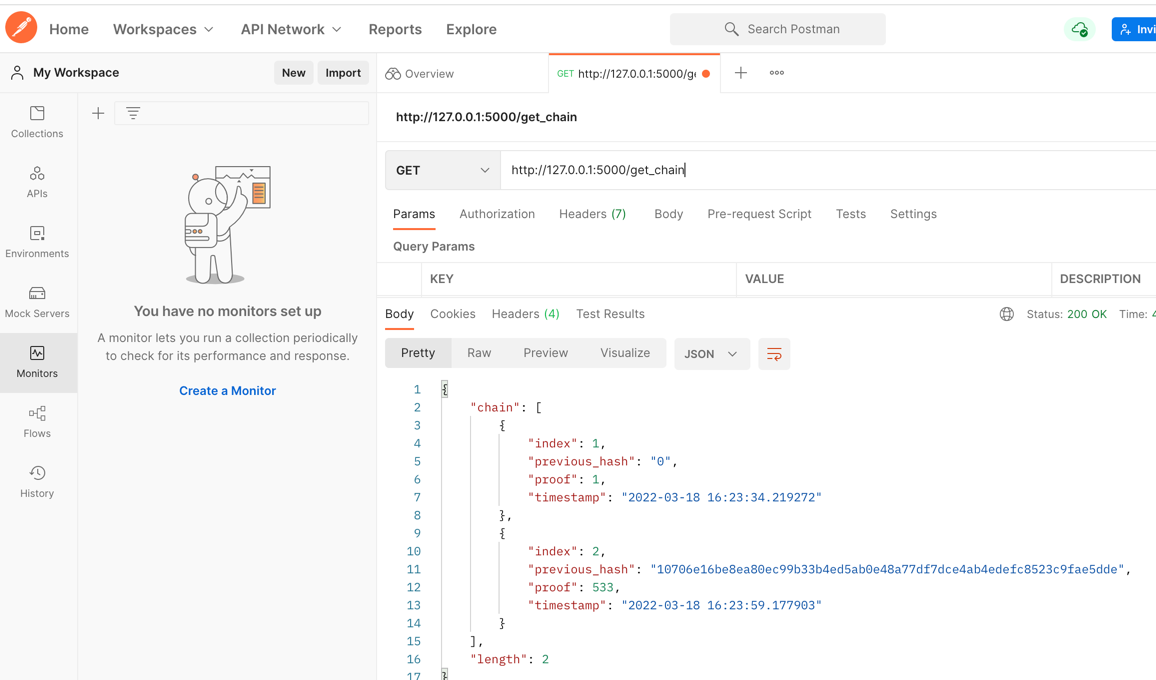 Home Workspaces API Network Reports Explore Search Postman Invi
My Workspace New Import Overview GET http://127.0.0.1:5000/ge
http://127.0.0.1:5000/get_chain
Collections
GET http://127.0.0.1:5000/get_chain
APIs
Params Authorization Headers (7) Body Pre-request Script Tests Settings
Environments
Query Params
KEY VALUE DESCRIPTION
Mock Servers
You have no monitors set up
Body Cookies Headers (4) Test Results Status: 200 OK Time: 4
A monitor lets you run a collection periodically
to check for its performance and response.
Monitors
Pretty Raw Preview Visualize JSON
Create a Monitor
Flows
History
1 {
2 "chain": [
3 {
4 "index": 1,
5 "previous_hash": "0",
6 "proof": 1,
7 "timestamp": "2022-03-18 16:23:34.219272"
8 },
9 {
10 "index": 2,
11 "previous_hash": "10706e16be8ea80ec99b33b4ed5ab0e48a77df7dce4ab4edefc8523c9fae5dde",
12 "proof": 533,
13 "timestamp": "2022-03-18 16:23:59.177903"
14 }
15 ],
16 "length": 2
17 }